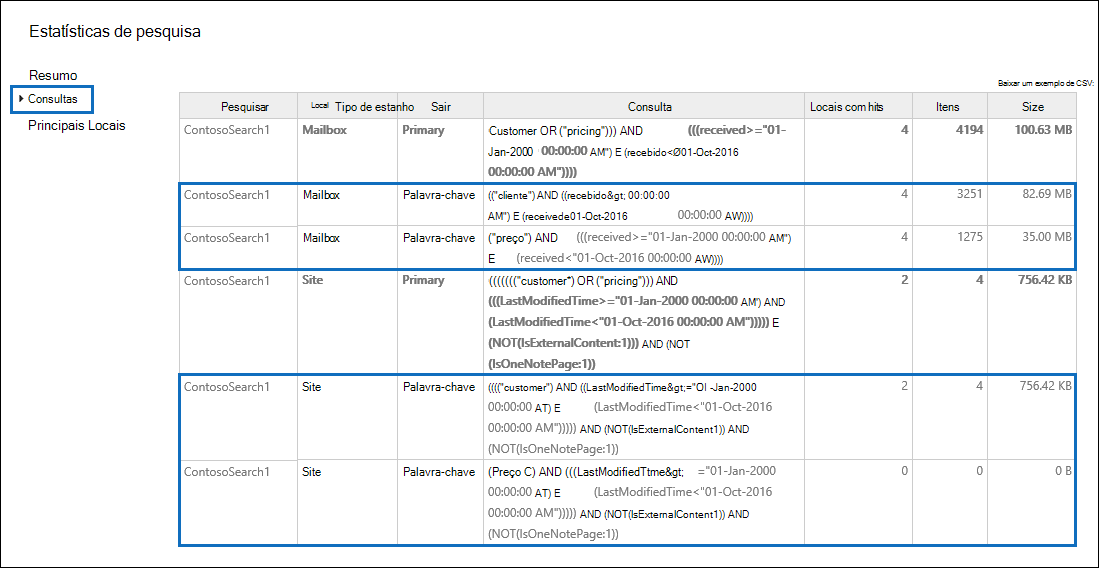 Estatísticas de pesquisa
Resumo
Consultas
Principais Locais
Baixar um exemplo de CSV:
Pesquisar Local Tipo de estanho Sair Consulta Locais com hits Itens Size
ContosoSearch1 Mailbox Primary Customer OR ("pricing"))) AND (((received>="01- 4 4194 100.63 MB
Jan-2000 00:00:00 AM") E (recebido<Ø01-Oct-2016
00:00:00 AM"))))
ContosoSearch1 Mailbox Palavra-chave (("cliente") AND ((recebido&gt; 00:00:00 4 3251 82.69 MB
AM") E (receivede01-Oct-2016 00:00:00 AW))))
ContosoSearch1 Mailbox Palavra-chave ("preço") AND (((received>="01-Jan-2000 00:00:00 AM") 4 1275 35.00 MB
E (received<"01-Oct-2016 00:00:00 AW))))
ContosoSearch1 Site Primary ((((((("customer*) OR ("pricing"))) AND 2 4 756.42 KB
(((LastModifiedTime>="01-Jan-2000 00:00:00 AM') AND
(LastModifiedTime<"01-Oct-2016 00:00:00 AM"))))) E
(NOT(IsExternalContent:1))) AND (NOT
(IsOneNotePage:1))
ContosoSearch1 Site Palavra-chave (((("customer") AND ((LastModifiedTime&gt;="OI -Jan-2000 2 4 756.42 KB
00:00:00 AT) E (LastModifiedTime<"01-Oct-2016
00:00:00 AM"))))) AND (NOT(IsExternalContent1)) AND
(NOT(IsOneNotePage:1))
ContosoSearch1 Site Palavra-chave (Preço C) AND (((LastModifiedTtme&gt; ="01-Jan-2000 0 0 0 B
00:00:00 AT) E (LastModifiedTime<"01-Oct-2016
00:00:00 AM"))))) AND (NOT(IsExternalContent1)) AND
(NOT(IsOneNotePage:1))